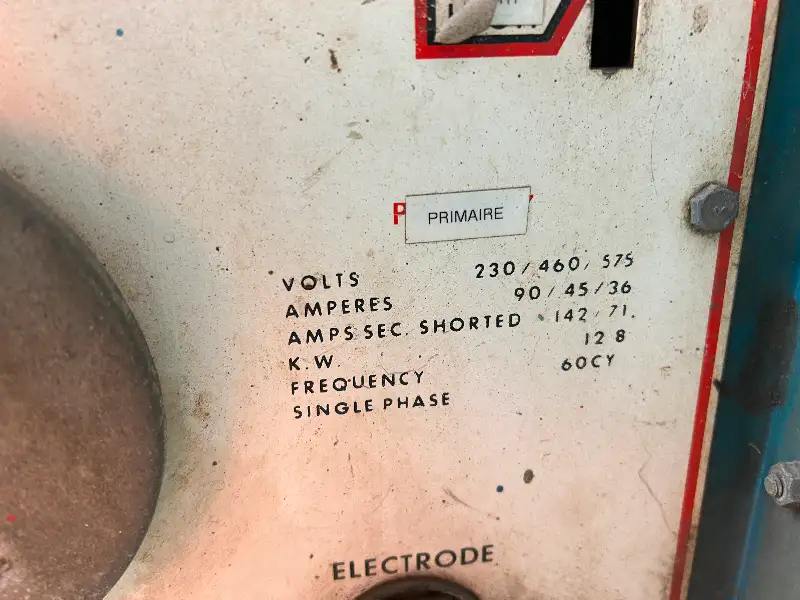 PRIMAIRE
VOLTS 230/460/575
AMPERES 90/45/36
AMPS SEC. SHORTED 142/71.
K.W. 12 8
FREQUENCY 60CY
SINGLE PHASE
ELECTRODE